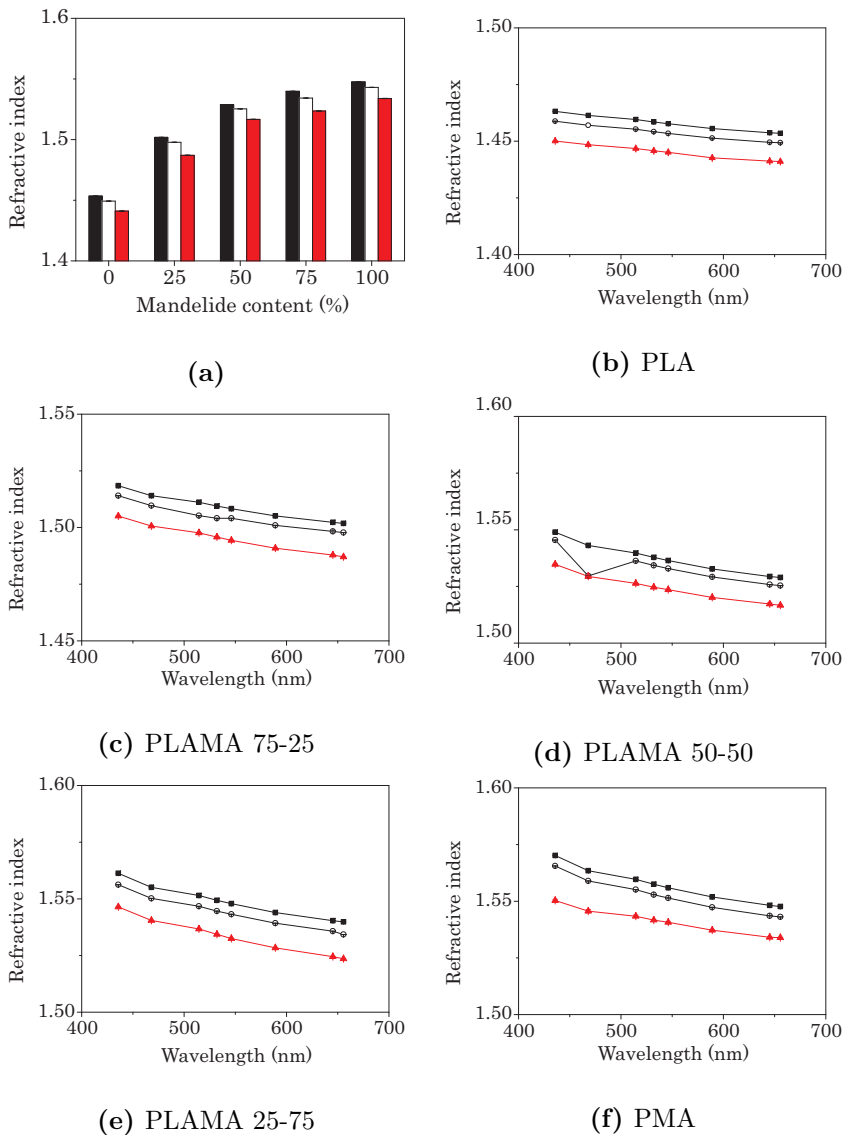 1.6
1.5
1.4
Refractive index
0 25 50 75 100
Mandelide content (%)
(a)
1.50
1.45
1.40
Refractive index
400 500 600 700
Wavelength (nm)
(b) PLA
1.55
1.50
1.45
Refractive index
400 500 600 700
Wavelength (nm)
(c) PLAMA 75-25
1.60
1.55
1.50
Refractive index
400 500 600 700
Wavelength (nm)
(d) PLAMA 50-50
1.60
1.55
1.50
Refractive index
400 500 600 700
Wavelength (nm)
(e) PLAMA 25-75
1.60
1.55
1.50
Refractive index
400 500 600 700
Wavelength (nm)
(f) PMA